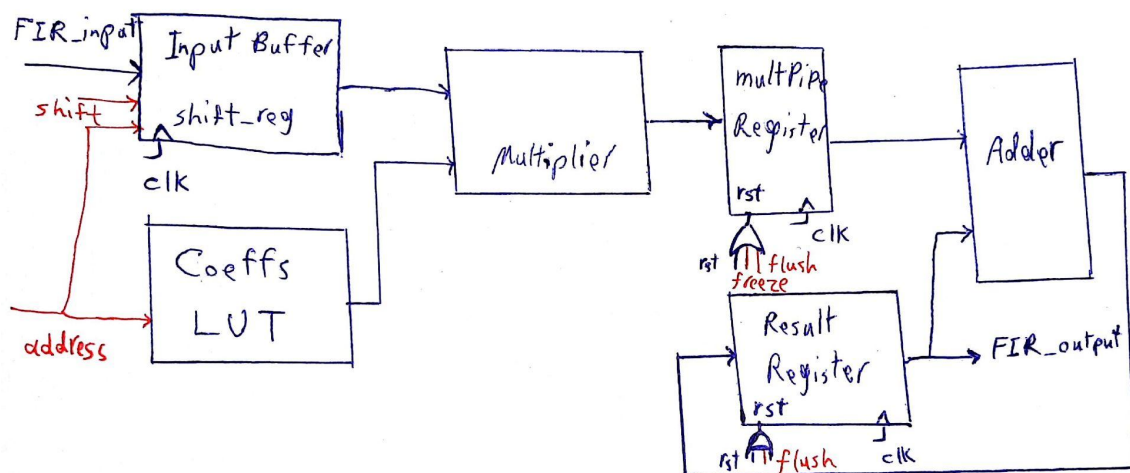 FIR_input
Input Buffer
shift
shift_reg
clk
address
Coeffs
LUT
Multiplier
multPipe
Register
rst
clk
rst
flush
freeze
Adder
Result
Register
rst
clk
rst
flush
FIR_output